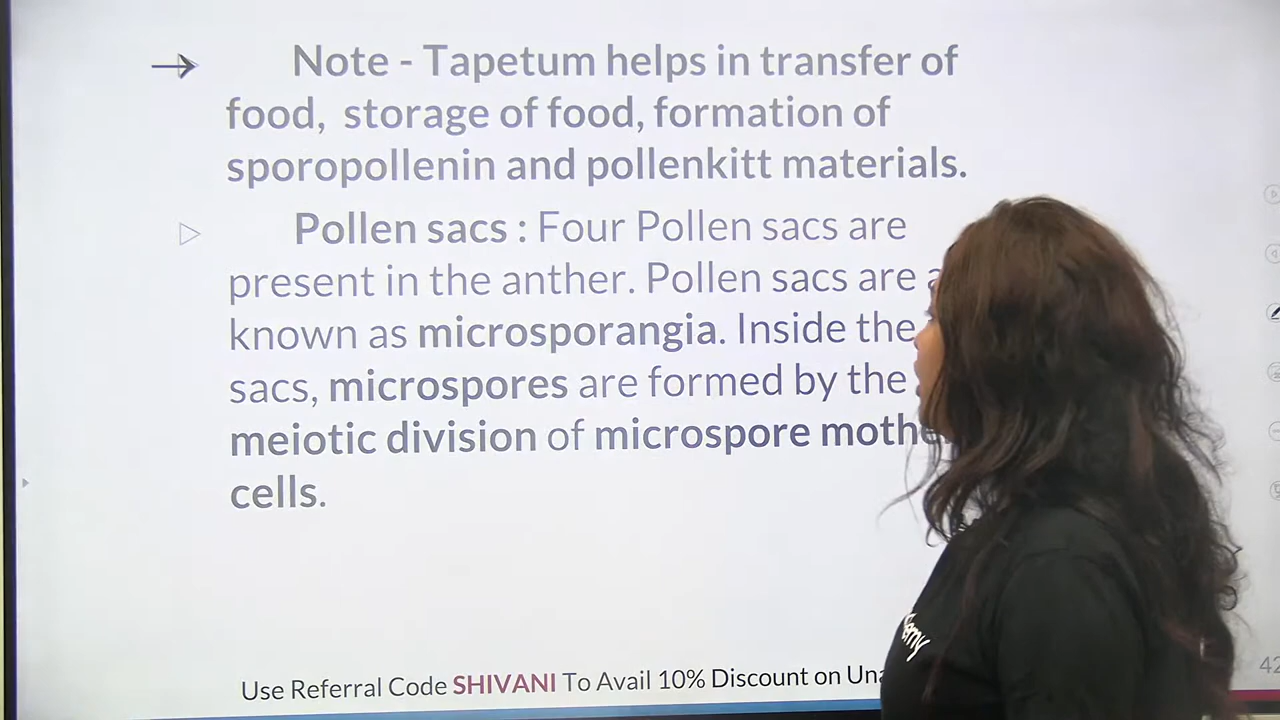 Note - Tapetum helps in transfer of
food, storage of food, formation of
sporopollenin and pollenkitt materials.
Pollen sacs : Four Pollen sacs are
present in the anther. Pollen sacs are
known as microsporangia. Inside the
sacs, microspores are formed by the
meiotic division of microspore
cells.
Use Referral Code SHIVANI To Avail 10% Discount on
42